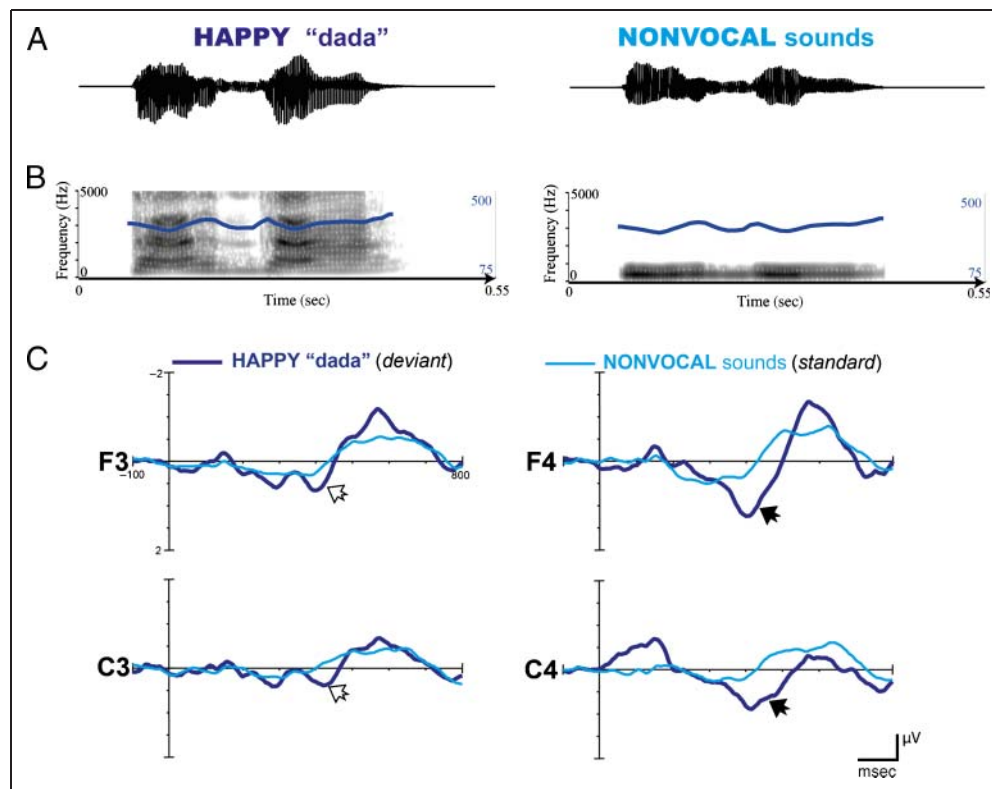 A
HAPPY "dada"
NONVOCAL sounds
B
Frequency (Hz)
5000
0
500
75
0
Time (sec)
0.55
Frequency (Hz)
5000
0
500
75
0
Time (sec)
0.55
C
HAPPY "dada" (deviant)
NONVOCAL sounds (standard)
−2
F3
−100
800
2
F4
C3
C4
µV
msec